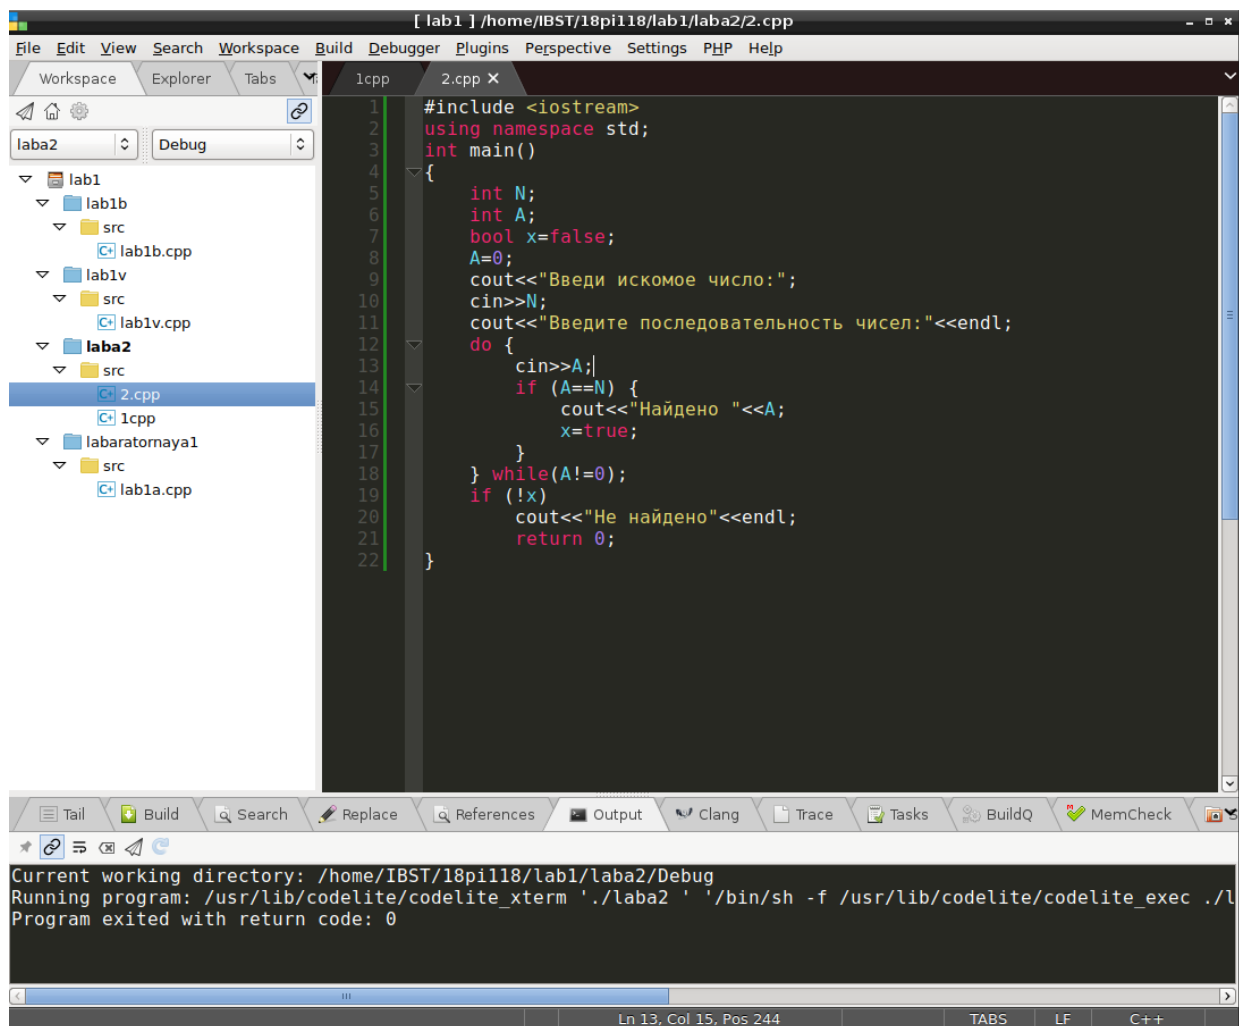 [ lab1 ] /home/IBST/18pi118/lab1/laba2/2.cpp
File Edit View Search Workspace Build Debugger Plugins Perspective Settings PHP Help
Workspace Explorer Tabs
1cpp 2.cpp
laba2 Debug
lab1
lab1b
src
lab1b.cpp
lab1v
src
lab1v.cpp
laba2
src
2.cpp
1cpp
labaratornaya1
src
lab1a.cpp
1 #include <iostream>
2 using namespace std;
3 int main()
4 {
5 int N;
6 int A;
7 bool x=false;
8 A=0;
9 cout<<"Введи искомое число:";
10 cin>>N;
11 cout<<"Введите последовательность чисел:"<<endl;
12 do {
13 cin>>A;
14 if (A==N) {
15 cout<<"Найдено "<<A;
16 x=true;
17 }
18 } while(A!=0);
19 if (!x)
20 cout<<"Не найдено"<<endl;
21 return 0;
22 }
Tail Build Search Replace References Output Clang Trace Tasks BuildQ MemCheck
Current working directory: /home/IBST/18pi118/lab1/laba2/Debug
Running program: /usr/lib/codelite/codelite_xterm './laba2 ' '/bin/sh -f /usr/lib/codelite/codelite_exec ./l
Program exited with return code: 0
Ln 13, Col 15, Pos 244 TABS LF C++